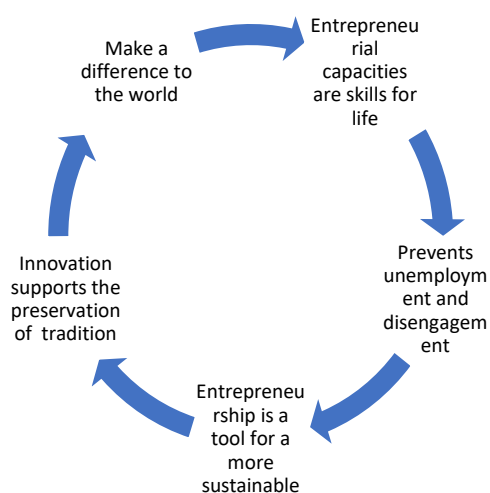 Make a
difference to
the world
Entrepreneu
rial
capacities
are skills for
life
Prevents
unemploym
ent and
disengagem
ent
Entrepreneu
rship is a
tool for a
more
sustainable
Innovation
supports the
preservation
of tradition